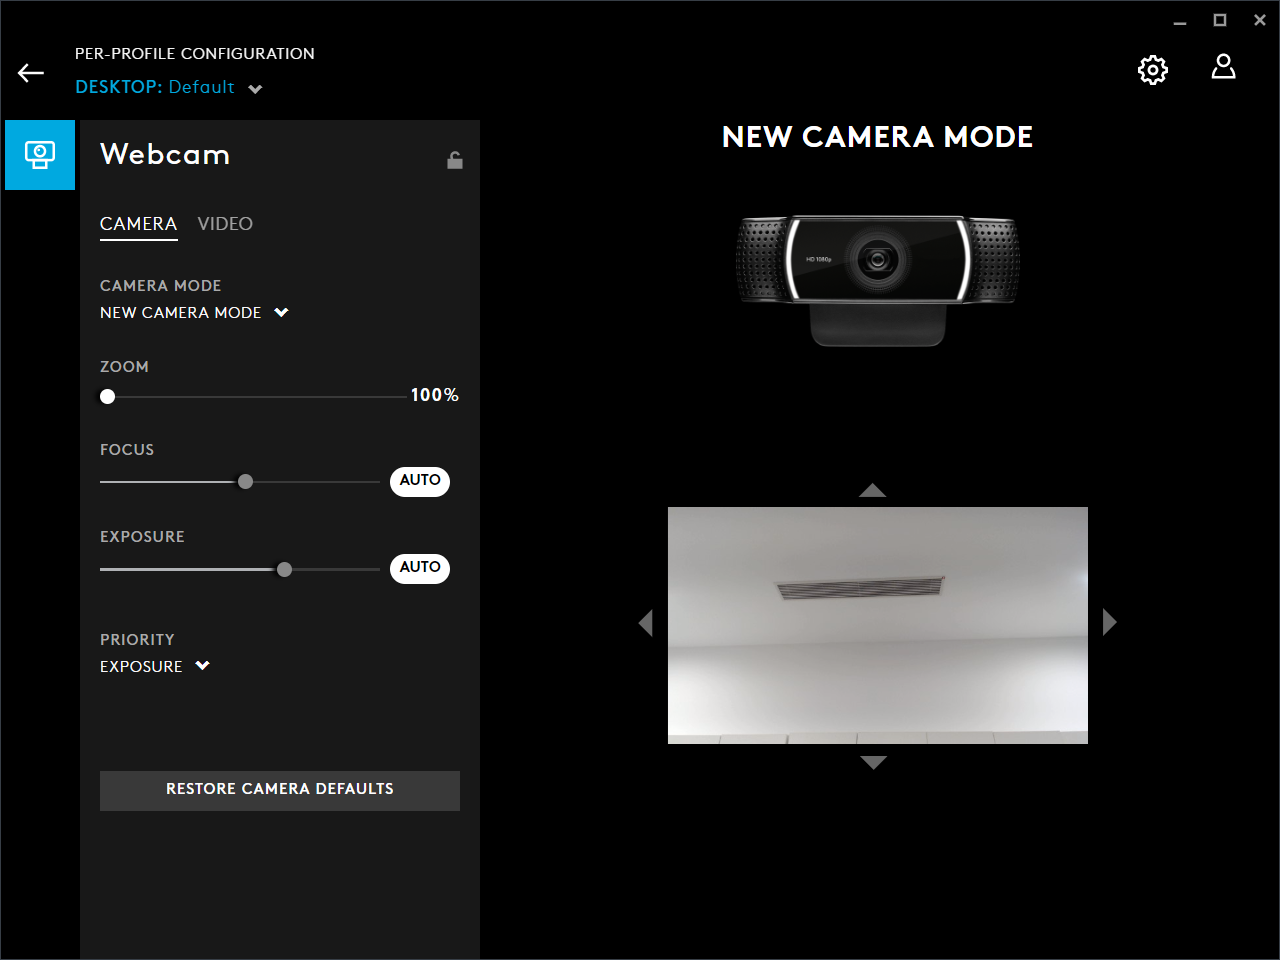 PER-PROFILE CONFIGURATION
DESKTOP: Default
Webcam
CAMERA VIDEO
CAMERA MODE
NEW CAMERA MODE
ZOOM
100%
FOCUS
AUTO
EXPOSURE
AUTO
PRIORITY
EXPOSURE
RESTORE CAMERA DEFAULTS
NEW CAMERA MODE
HD 1080p